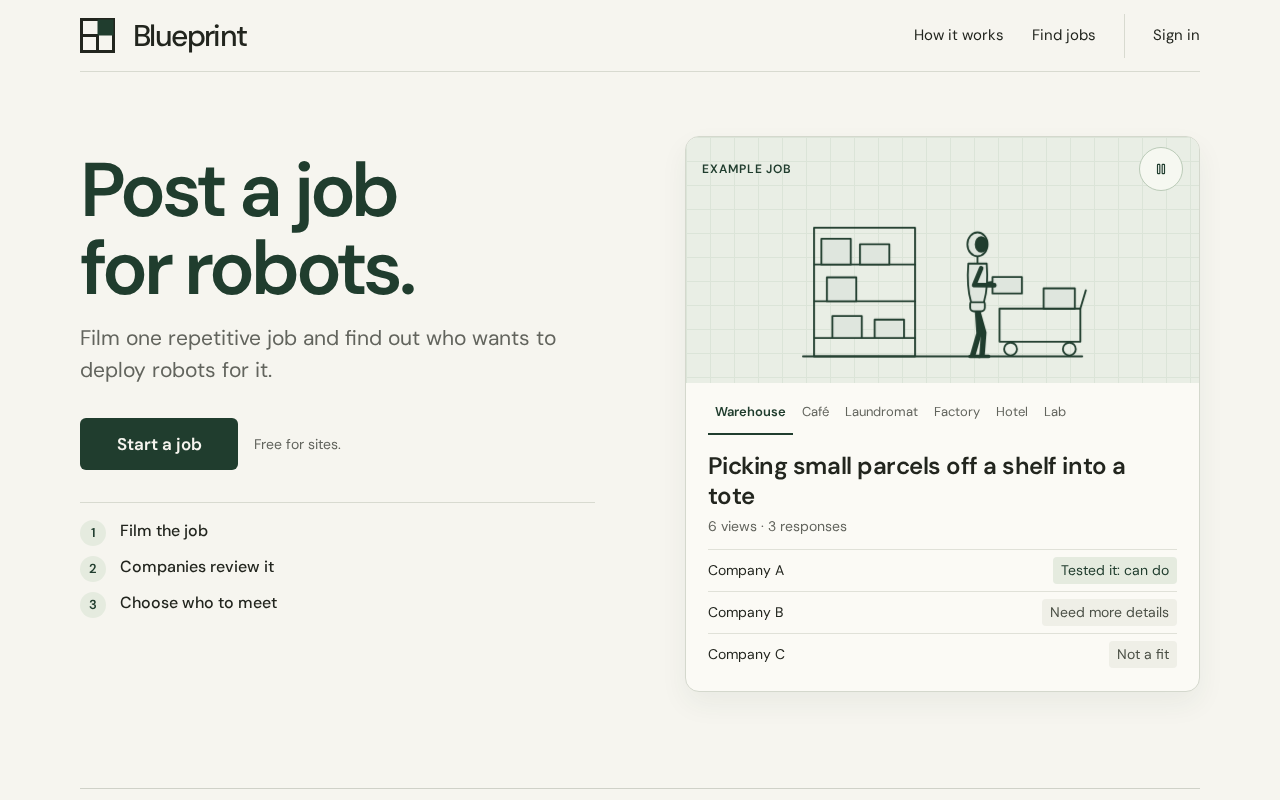 Blueprint
How it works
Find jobs
Sign in
Post a job
for robots.
Film one repetitive job and find out who wants to
deploy robots for it.
Start a job
Free for sites.
1 Film the job
2 Companies review it
3 Choose who to meet
EXAMPLE JOB
Warehouse Café Laundromat Factory Hotel Lab
Picking small parcels off a shelf into a
tote
6 views · 3 responses
Company A Tested it: can do
Company B Need more details
Company C Not a fit